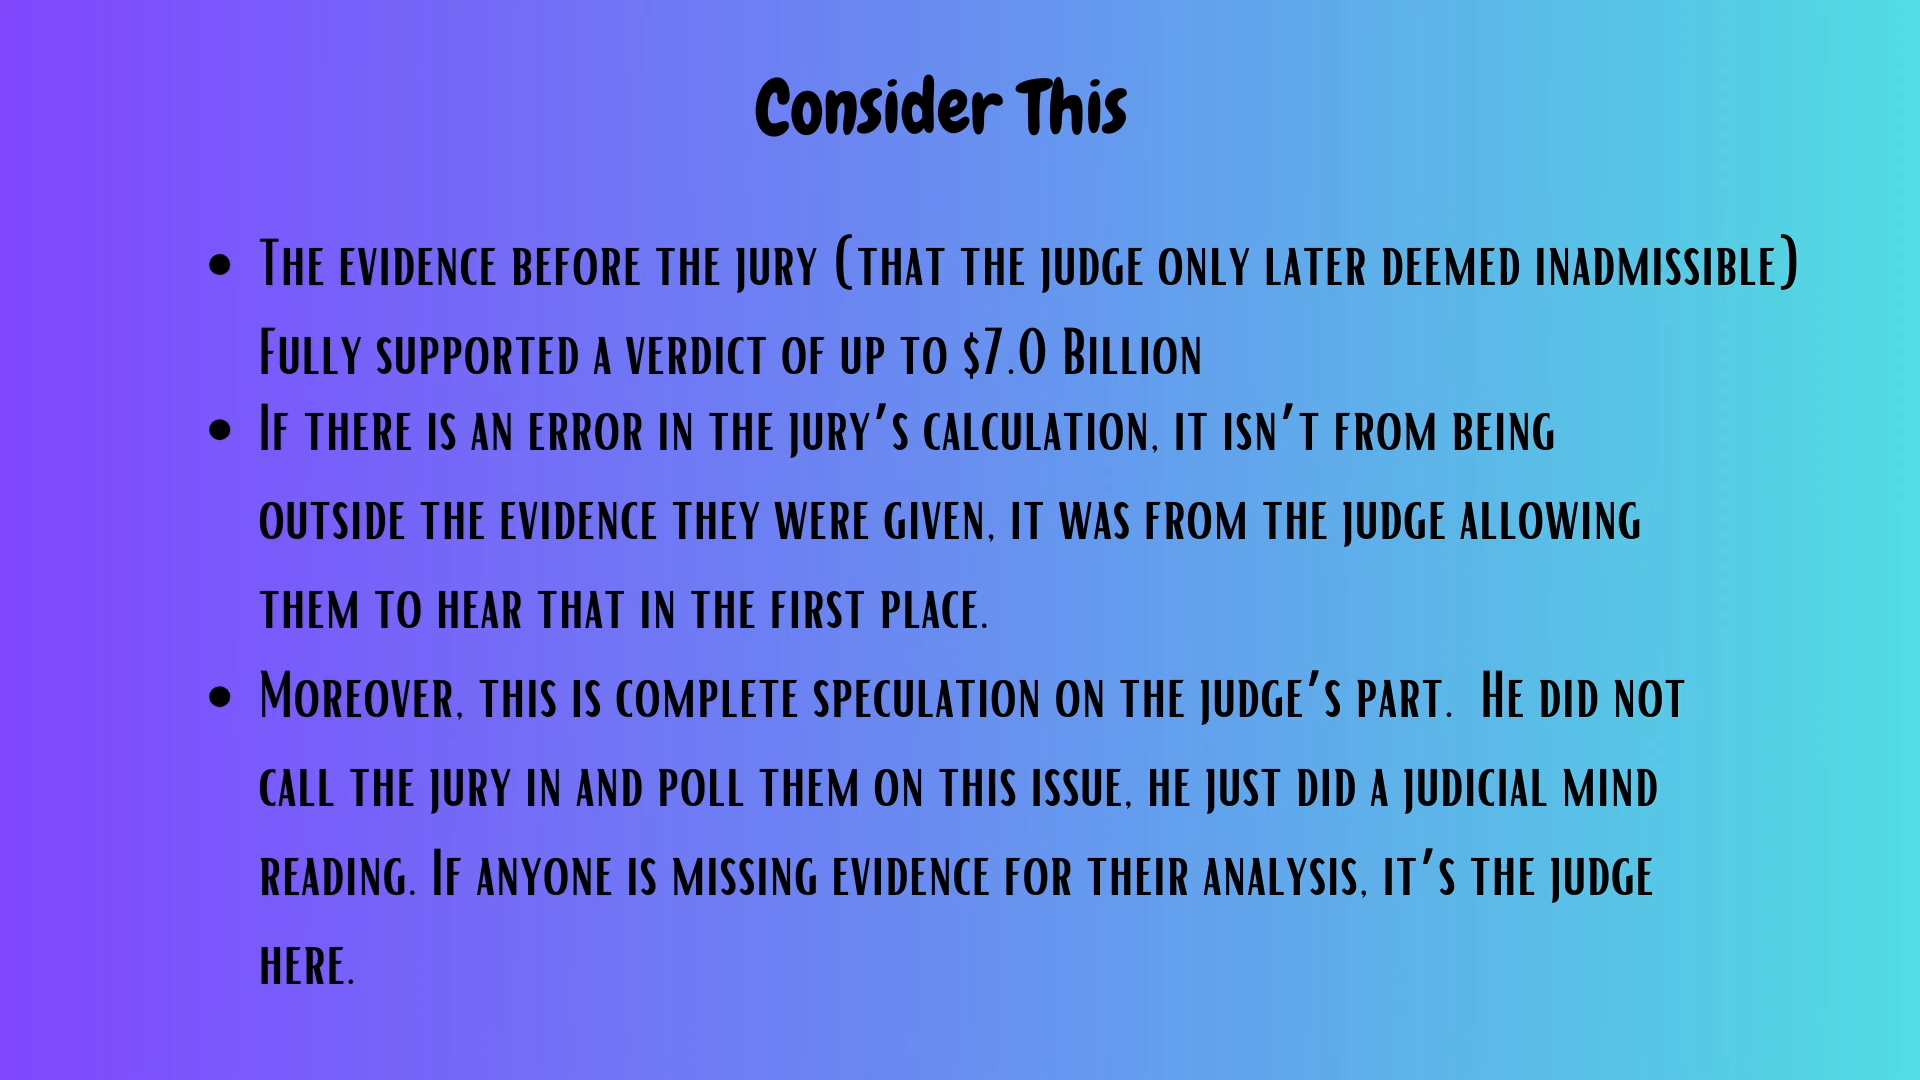 Consider This
• The evidence before the jury (that the judge only later deemed inadmissible)
Fully supported a verdict of up to $7.0 Billion
• If there is an error in the jury's calculation, it isn't from being
outside the evidence they were given, it was from the judge allowing
them to hear that in the first place.
• Moreover, this is complete speculation on the judge's part.  He did not
call the jury in and poll them on this issue, he just did a judicial mind
reading. If anyone is missing evidence for their analysis, it's the judge
here.